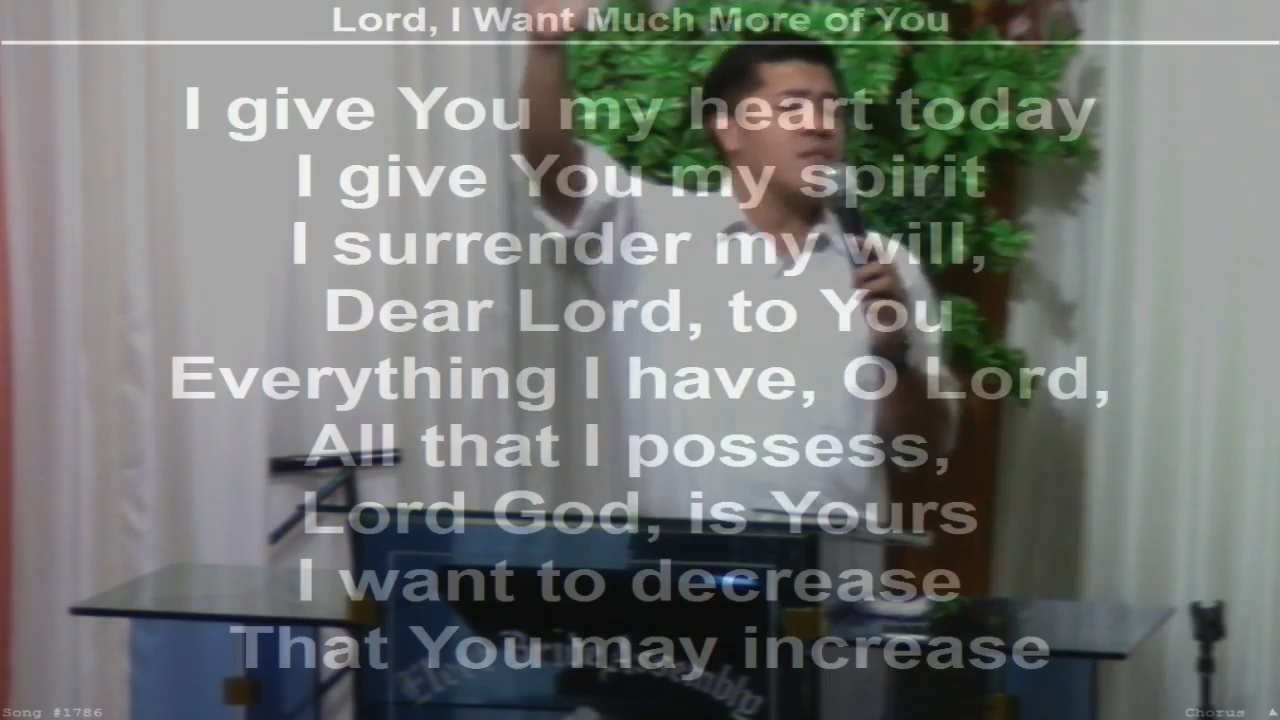 Lord, I Want Much More of You
I give You my heart today
I give You my spirit
I surrender my will,
Dear Lord, to You
Everything I have, O Lord,
All that I possess,
Lord God, is Yours
I want to decrease
That You may increase
Bride Assembly
Song #1786
Chorus ▲